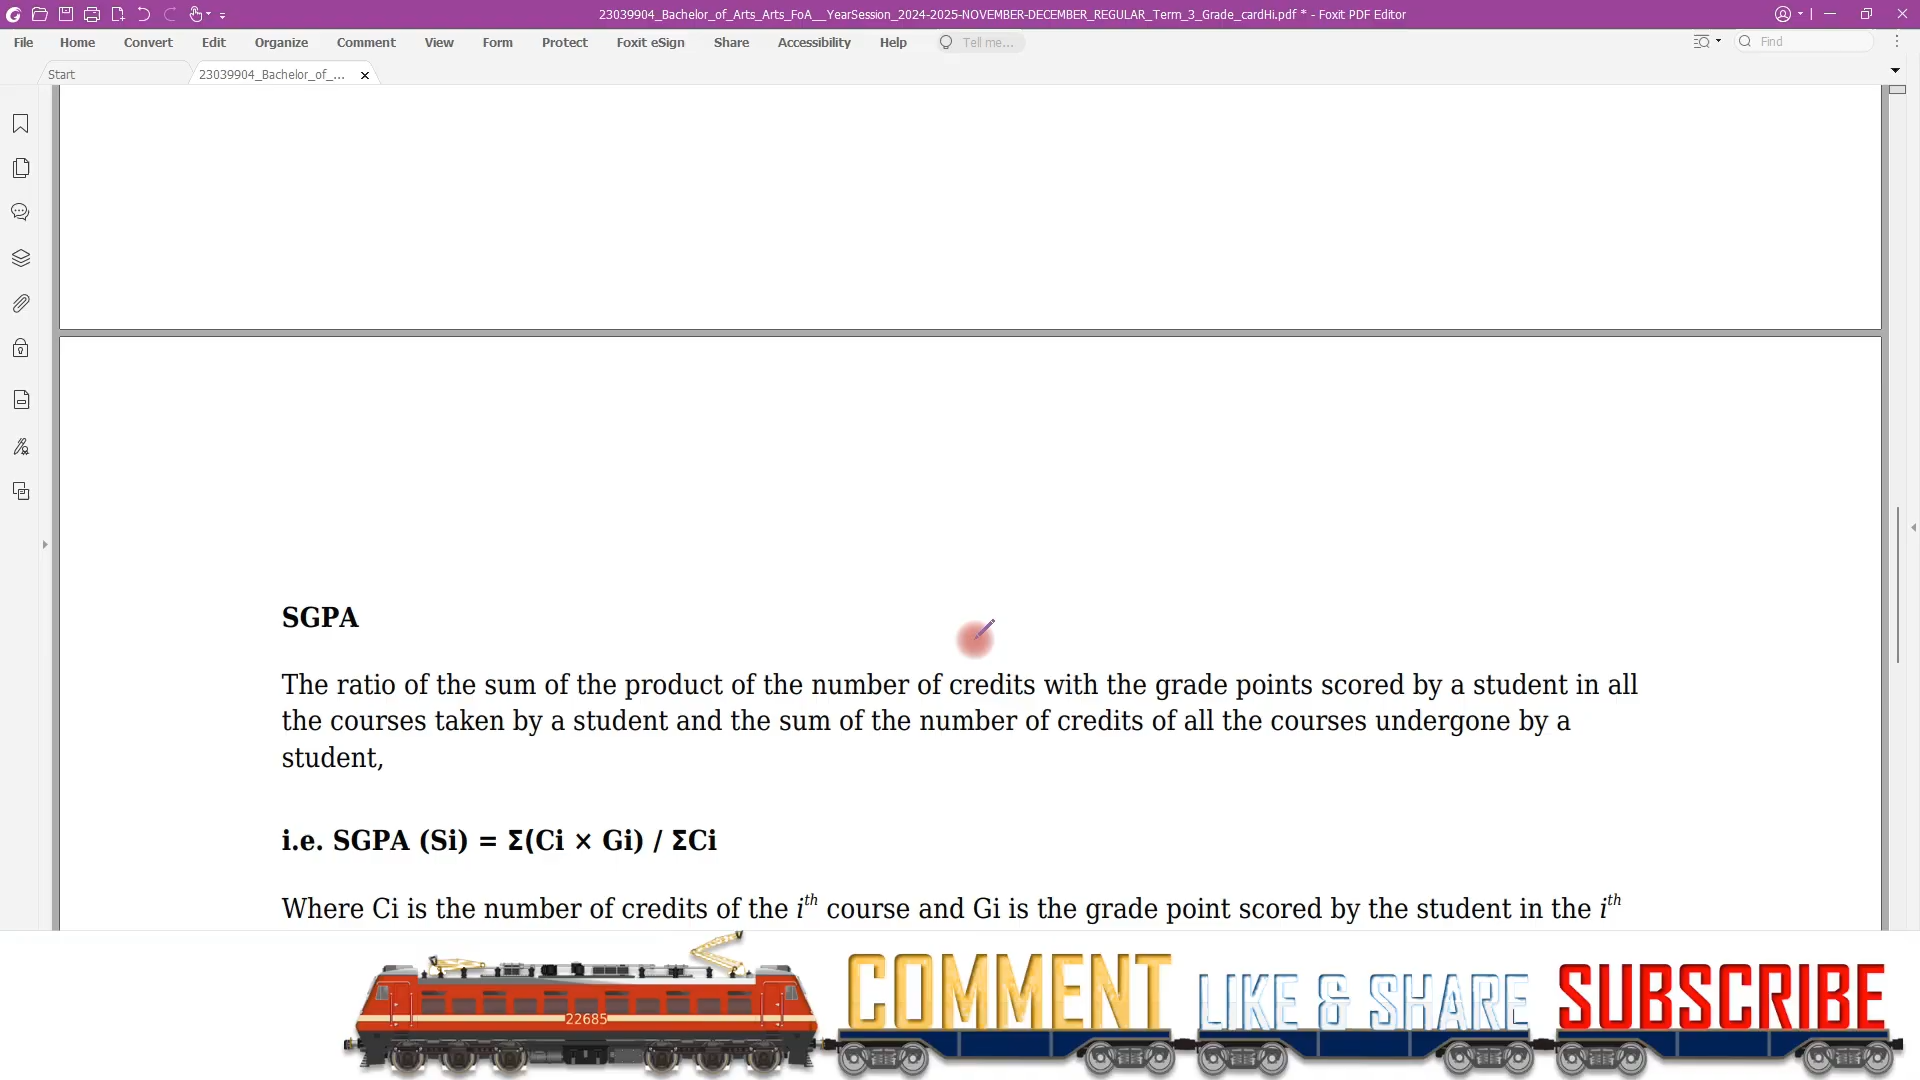 23039904_Bachelor_of_Arts_Arts_FoA__YearSession_2024-2025-NOVEMBER-DECEMBER_REGULAR_Term_3_Grade_cardHi.pdf * - Foxit PDF Editor
File Home Convert Edit Organize Comment View Form Protect Foxit eSign Share Accessibility Help Tell me... Find
Start 23039904_Bachelor_of_...
SGPA
The ratio of the sum of the product of the number of credits with the grade points scored by a student in all
the courses taken by a student and the sum of the number of credits of all the courses undergone by a
student,
i.e. SGPA (Si) = Σ(Ci × Gi) / ΣCi
Where Ci is the number of credits of the iᵗʰ course and Gi is the grade point scored by the student in the iᵗʰ
22685 COMMENT LIKE & SHARE SUBSCRIBE